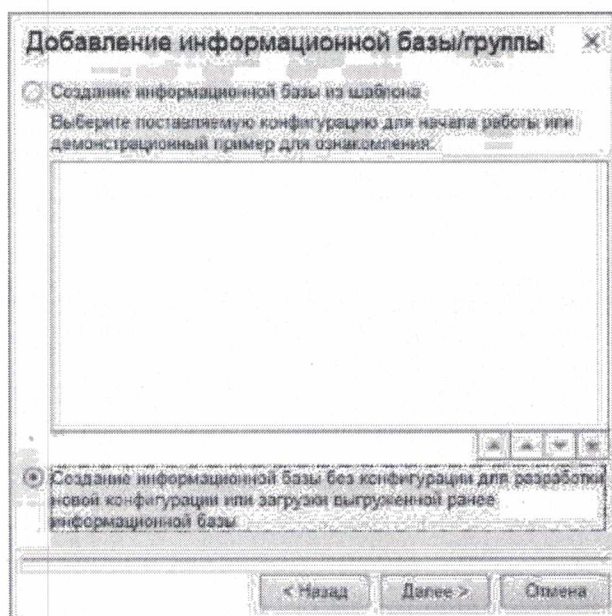 Добавление информационной базы/группы
Создание информационной базы из шаблона
Выберите поставляемую конфигурацию для начала работы или
демонстрационный пример для ознакомления.
Создание информационной базы без конфигурации для разработки
новой конфигурации или загрузки выгруженной ранее
информационной базы
< Назад Далее > Отмена